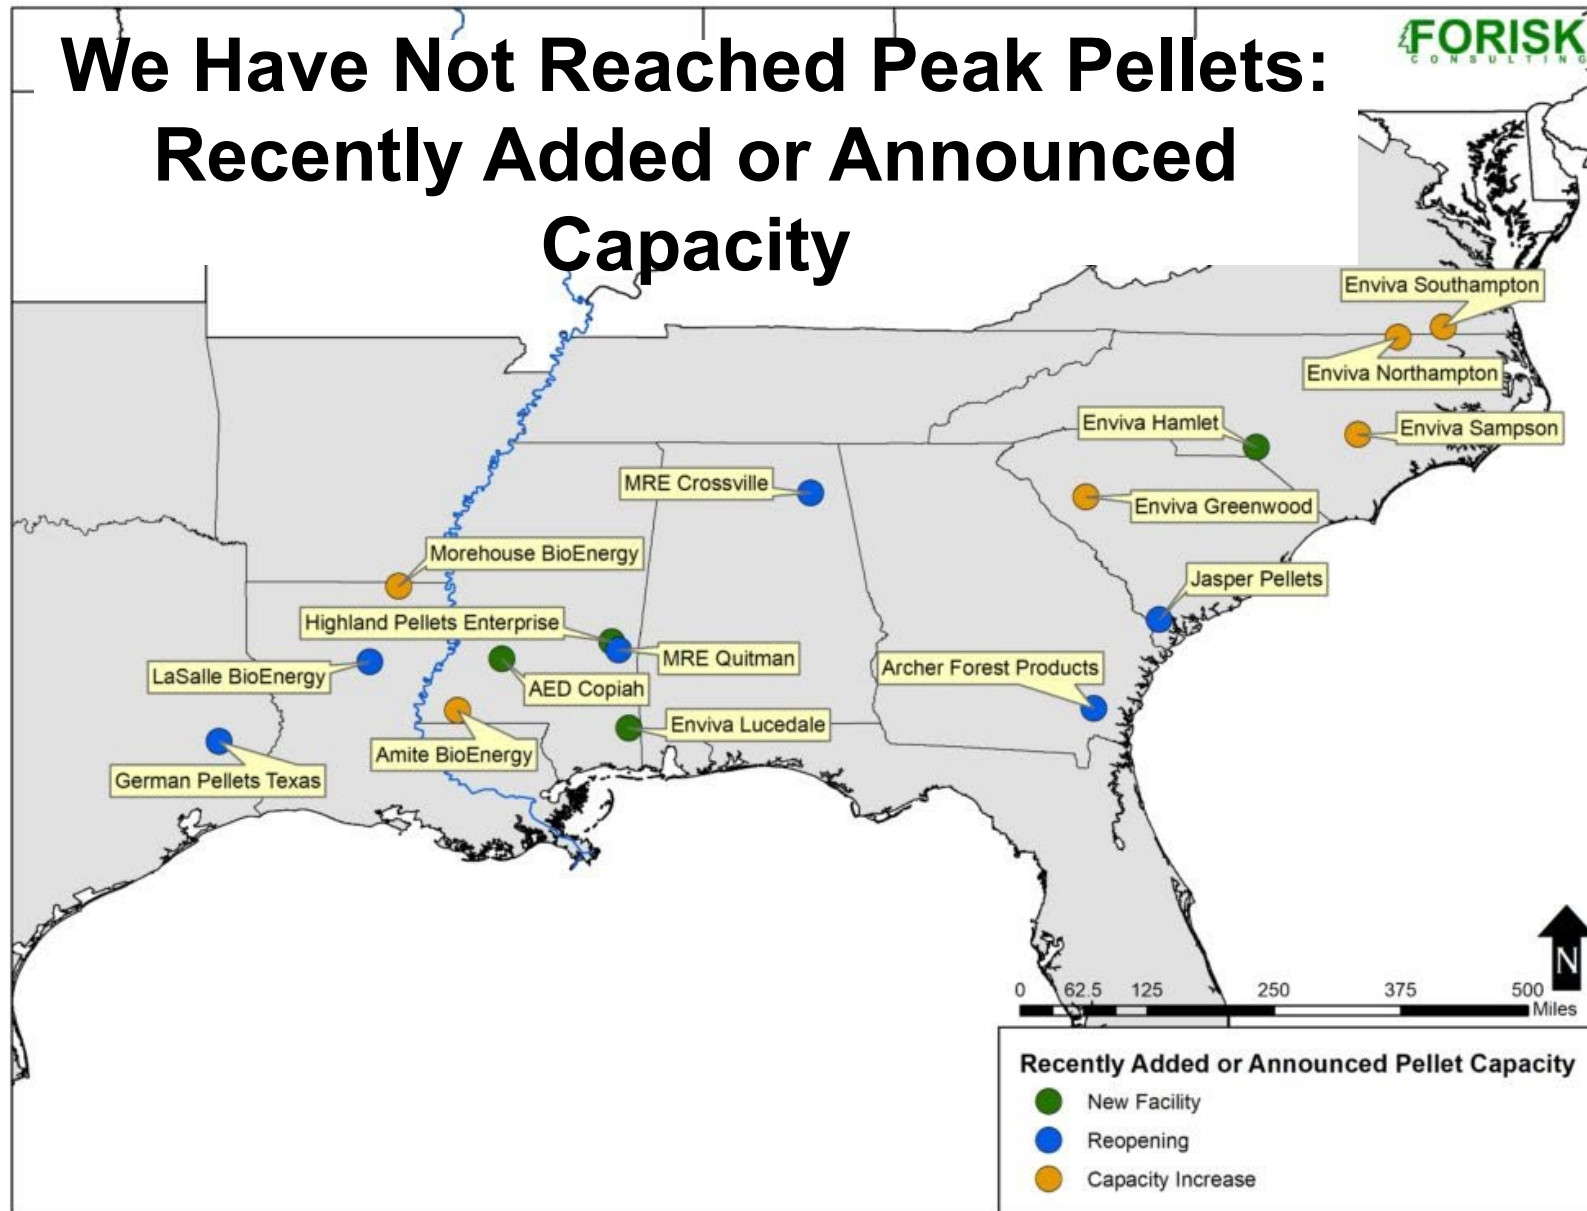 We Have Not Reached Peak Pellets:
Recently Added or Announced
Capacity
FORISK
CONSULTING
Enviva Southampton
Enviva Northampton
Enviva Hamlet
Enviva Sampson
MRE Crossville
Enviva Greenwood
Morehouse BioEnergy
Jasper Pellets
Highland Pellets Enterprise
MRE Quitman
LaSalle BioEnergy
Archer Forest Products
AED Copiah
Enviva Lucedale
Amite BioEnergy
German Pellets Texas
N
0 62.5 125 250 375 500
Miles
Recently Added or Announced Pellet Capacity
New Facility
Reopening
Capacity Increase